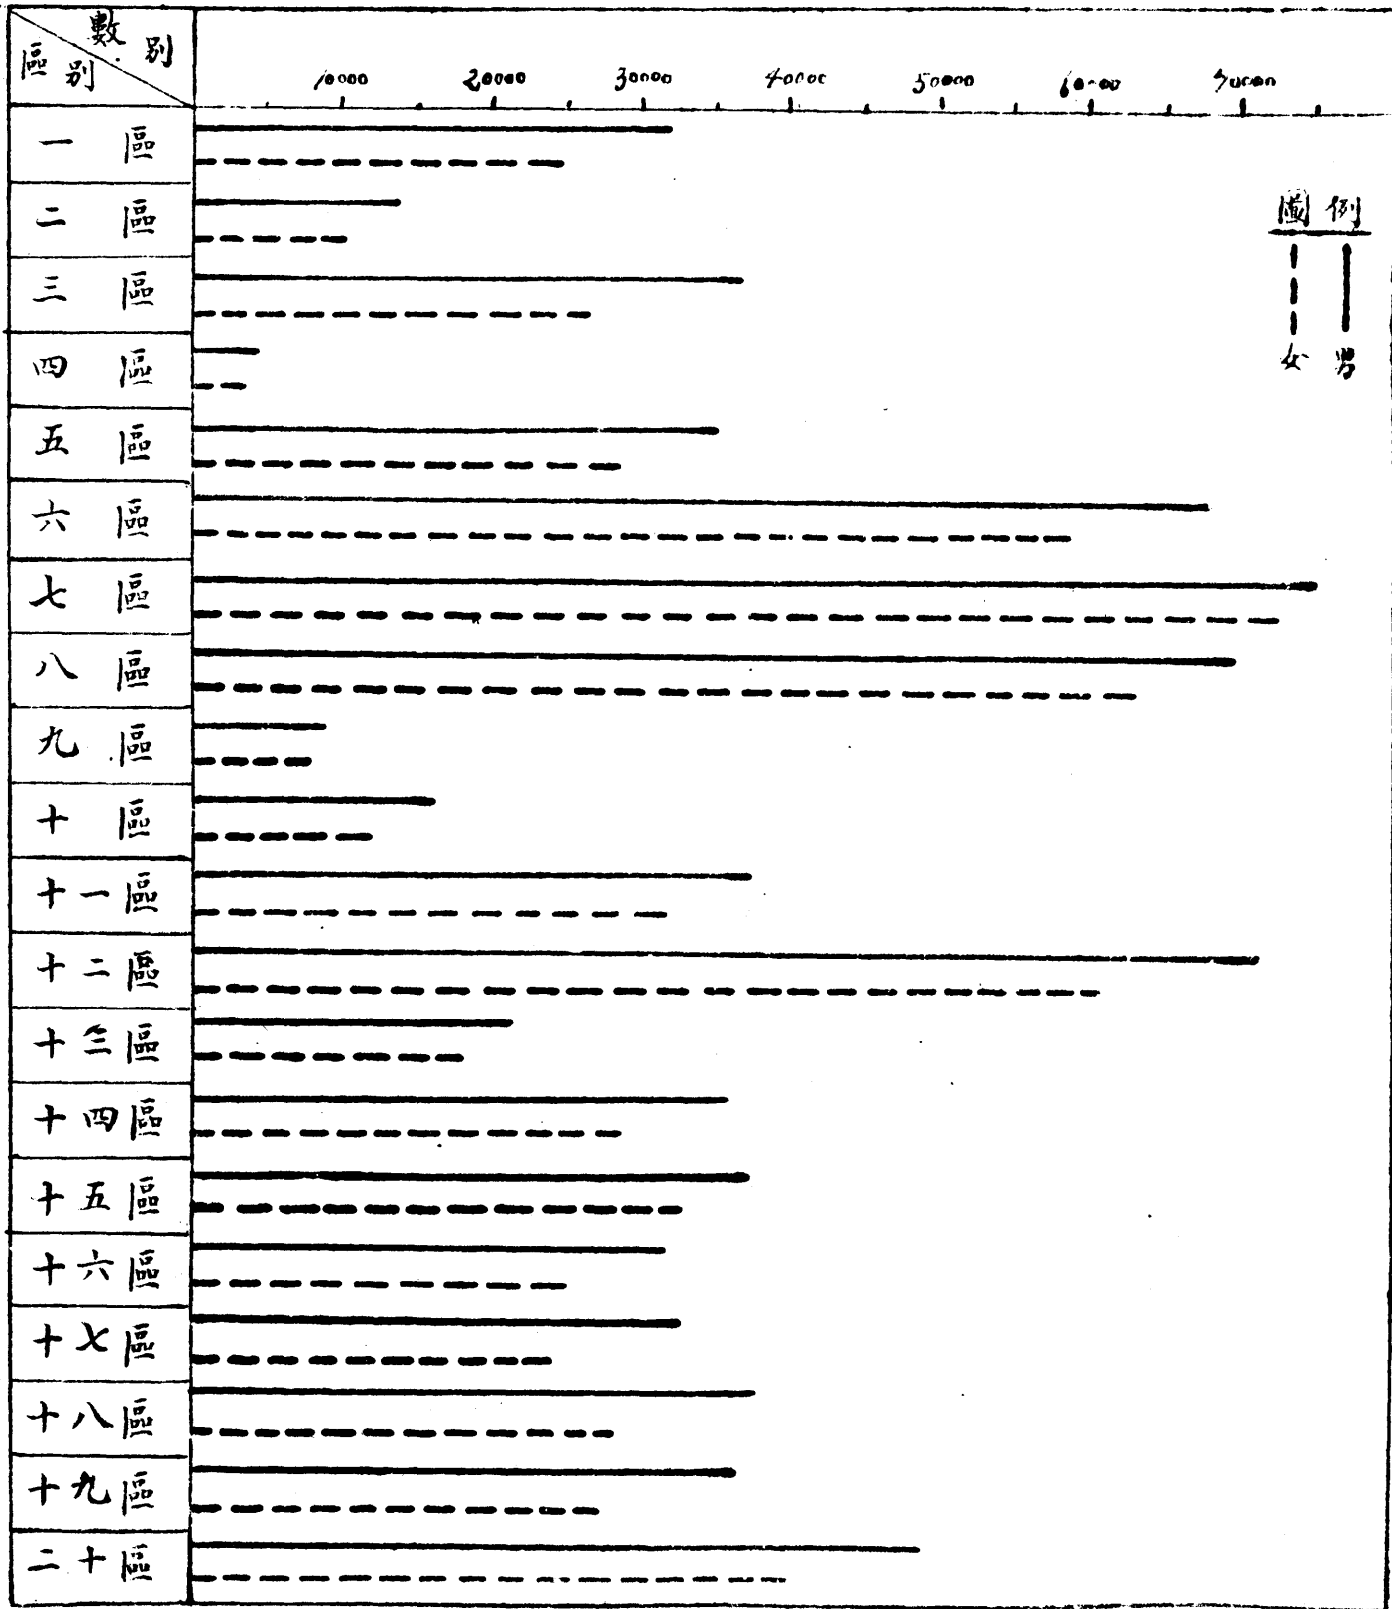 數別
區別
10000 20000 30000 40000 50000 60000 70000
一區
二區
三區
四區
五區
六區
七區
八區
九區
十區
十一區
十二區
十三區
十四區
十五區
十六區
十七區
十八區
十九區
二十區
圖例
女 男